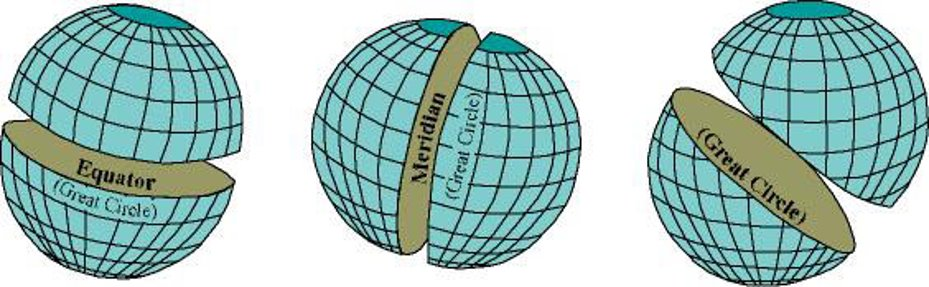 Equator
(Great Circle)
Meridian
(Great Circle)
(Great Circle)